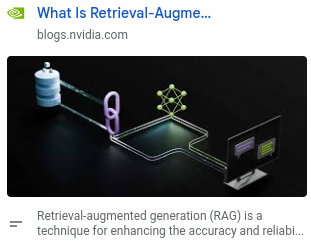 What Is Retrieval-Augme...
blogs.nvidia.com
Retrieval-augmented generation (RAG) is a
technique for enhancing the accuracy and reliabi...